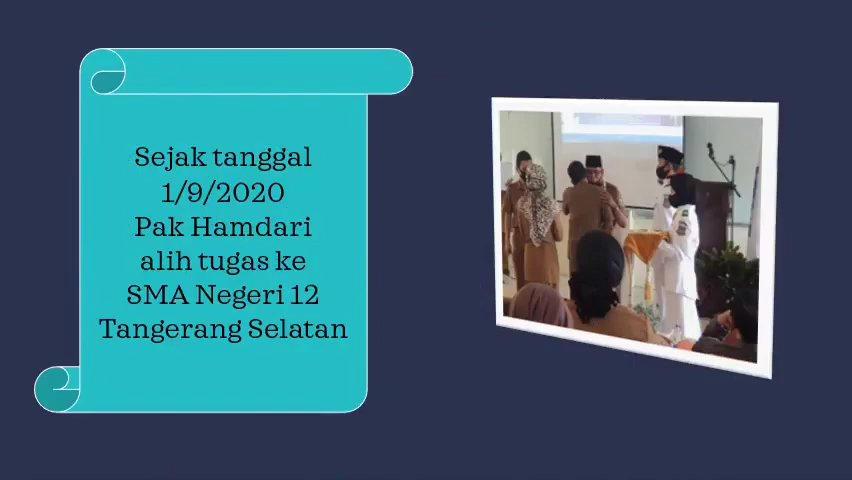 Sejak tanggal
1/9/2020
Pak Hamdari
alih tugas ke
SMA Negeri 12
Tangerang Selatan